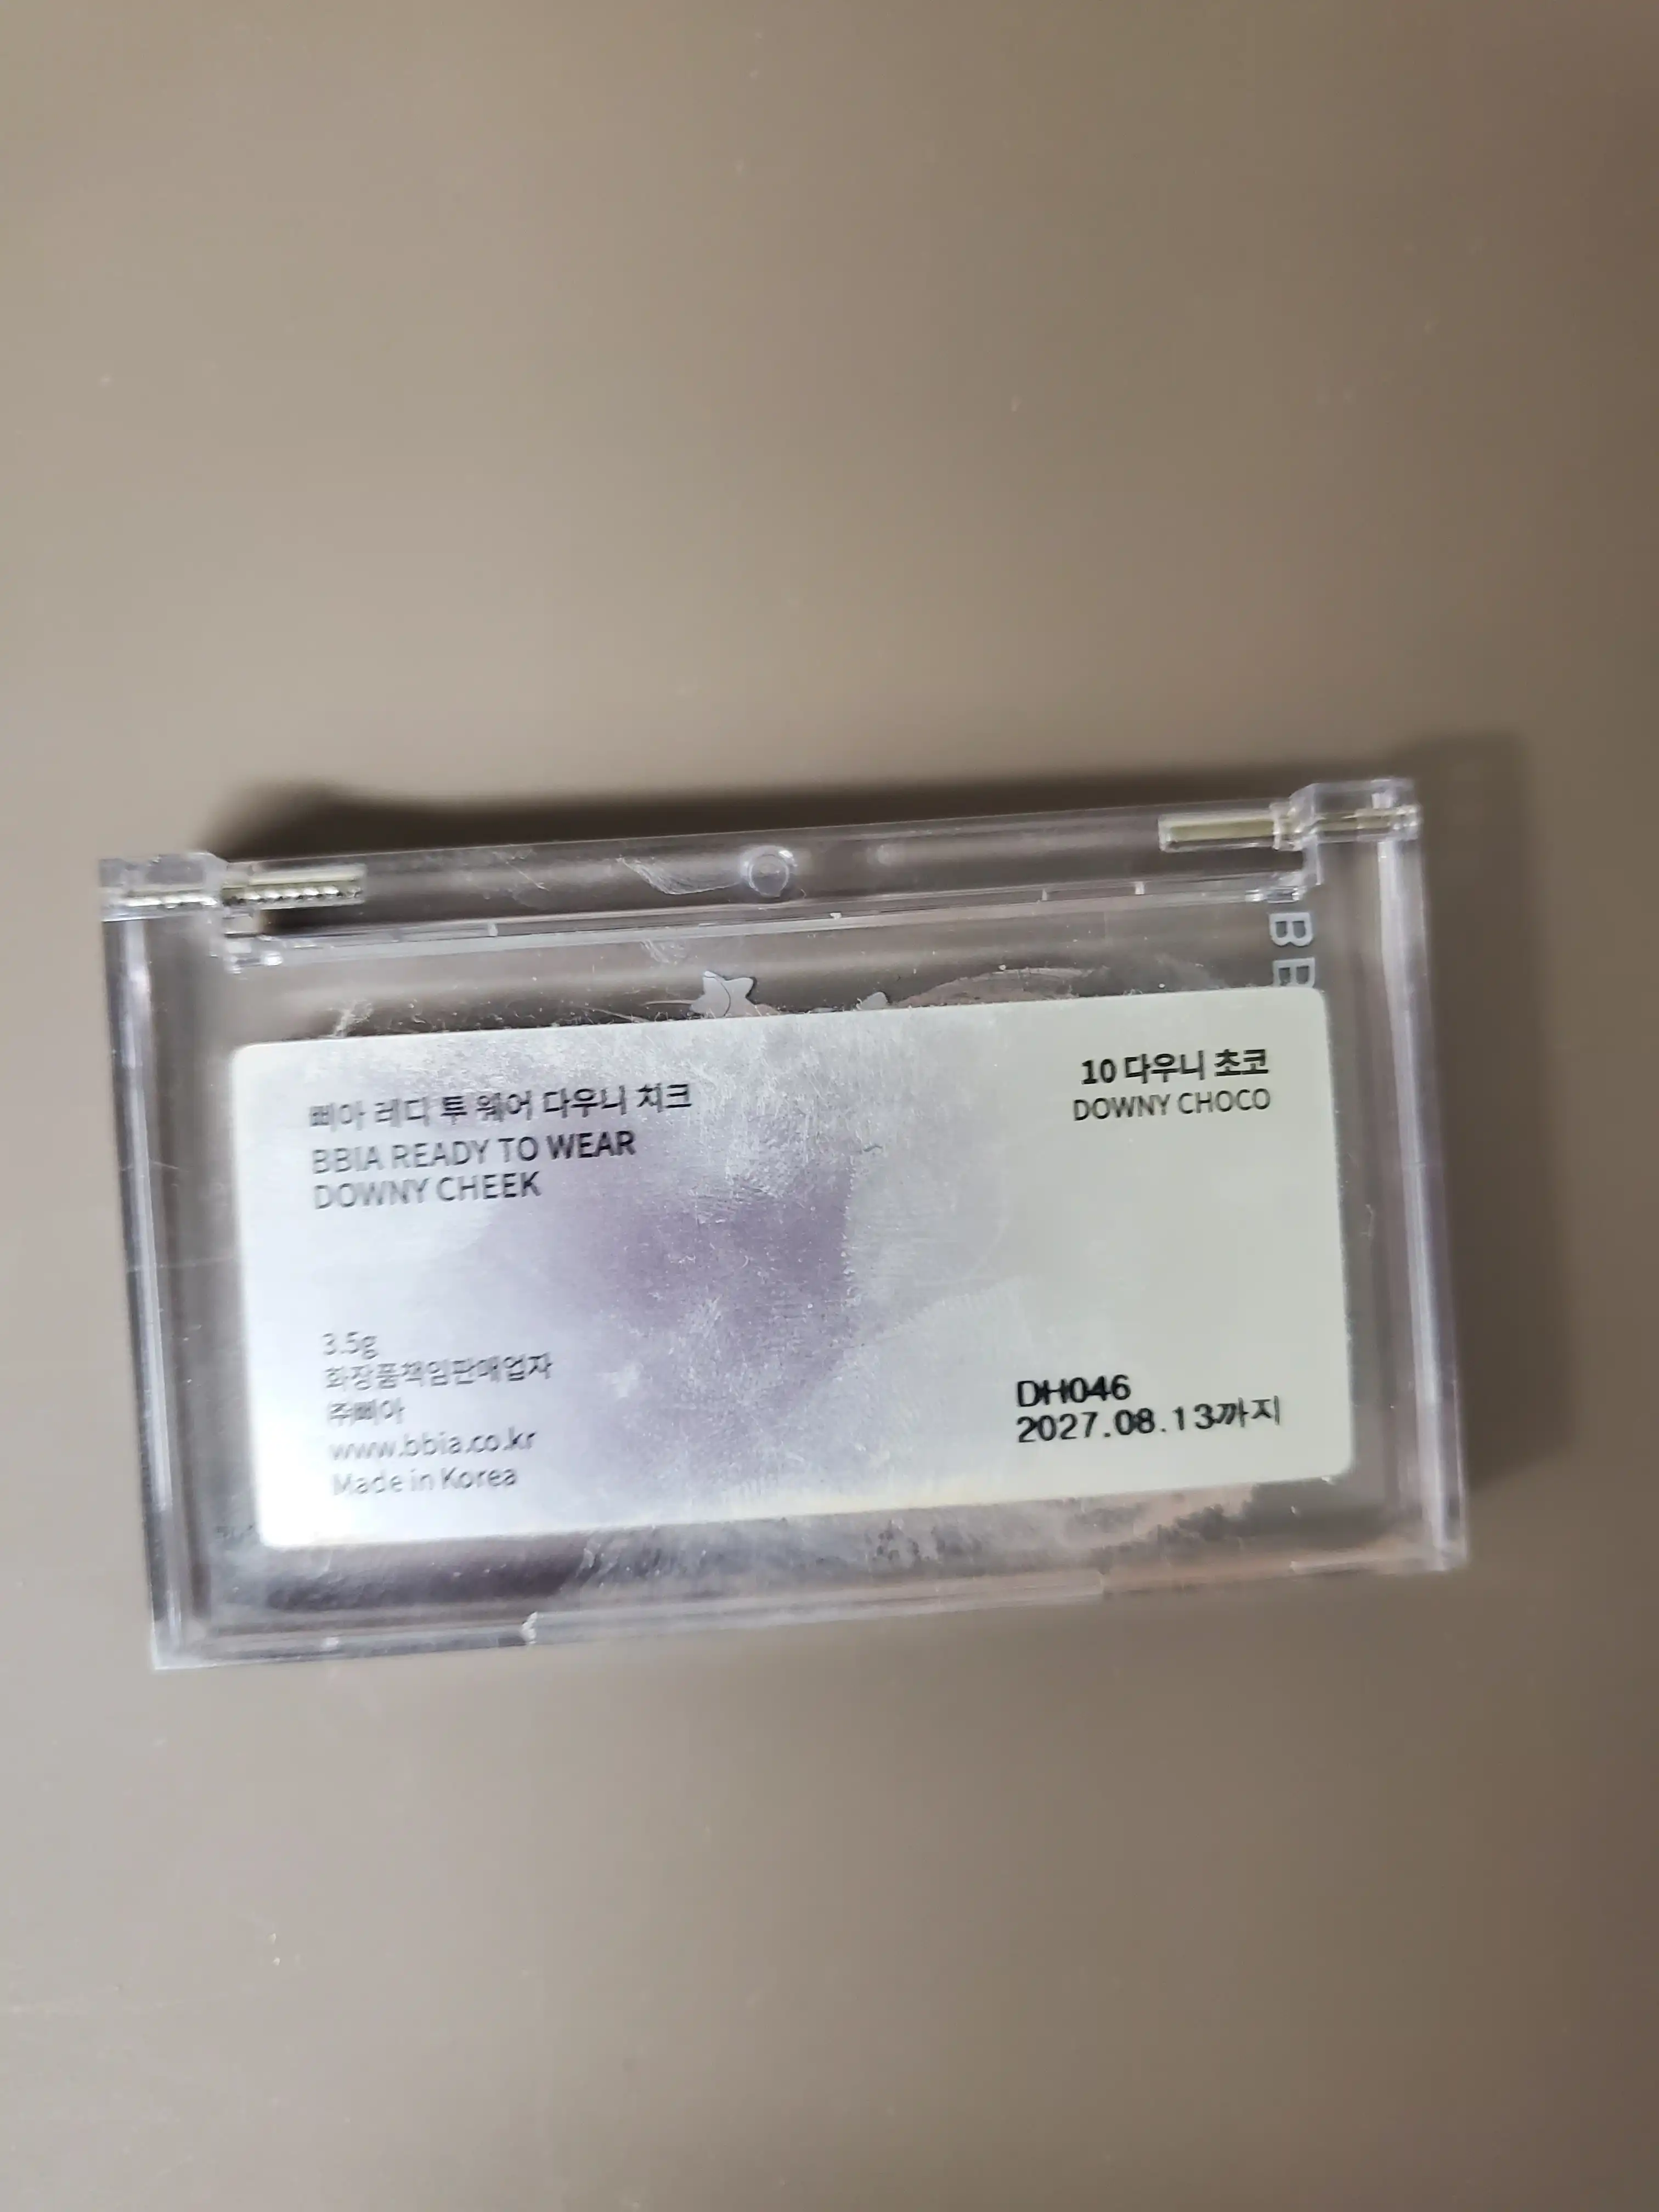 BB
삐아 레디 투 웨어 다우니 치크
BBIA READY TO WEAR
DOWNY CHEEK
10 다우니 초코
DOWNY CHOCO
3.5g
화장품책임판매업자
㈜삐아
www.bbia.co.kr
Made in Korea
DH046
2027.08.13까지